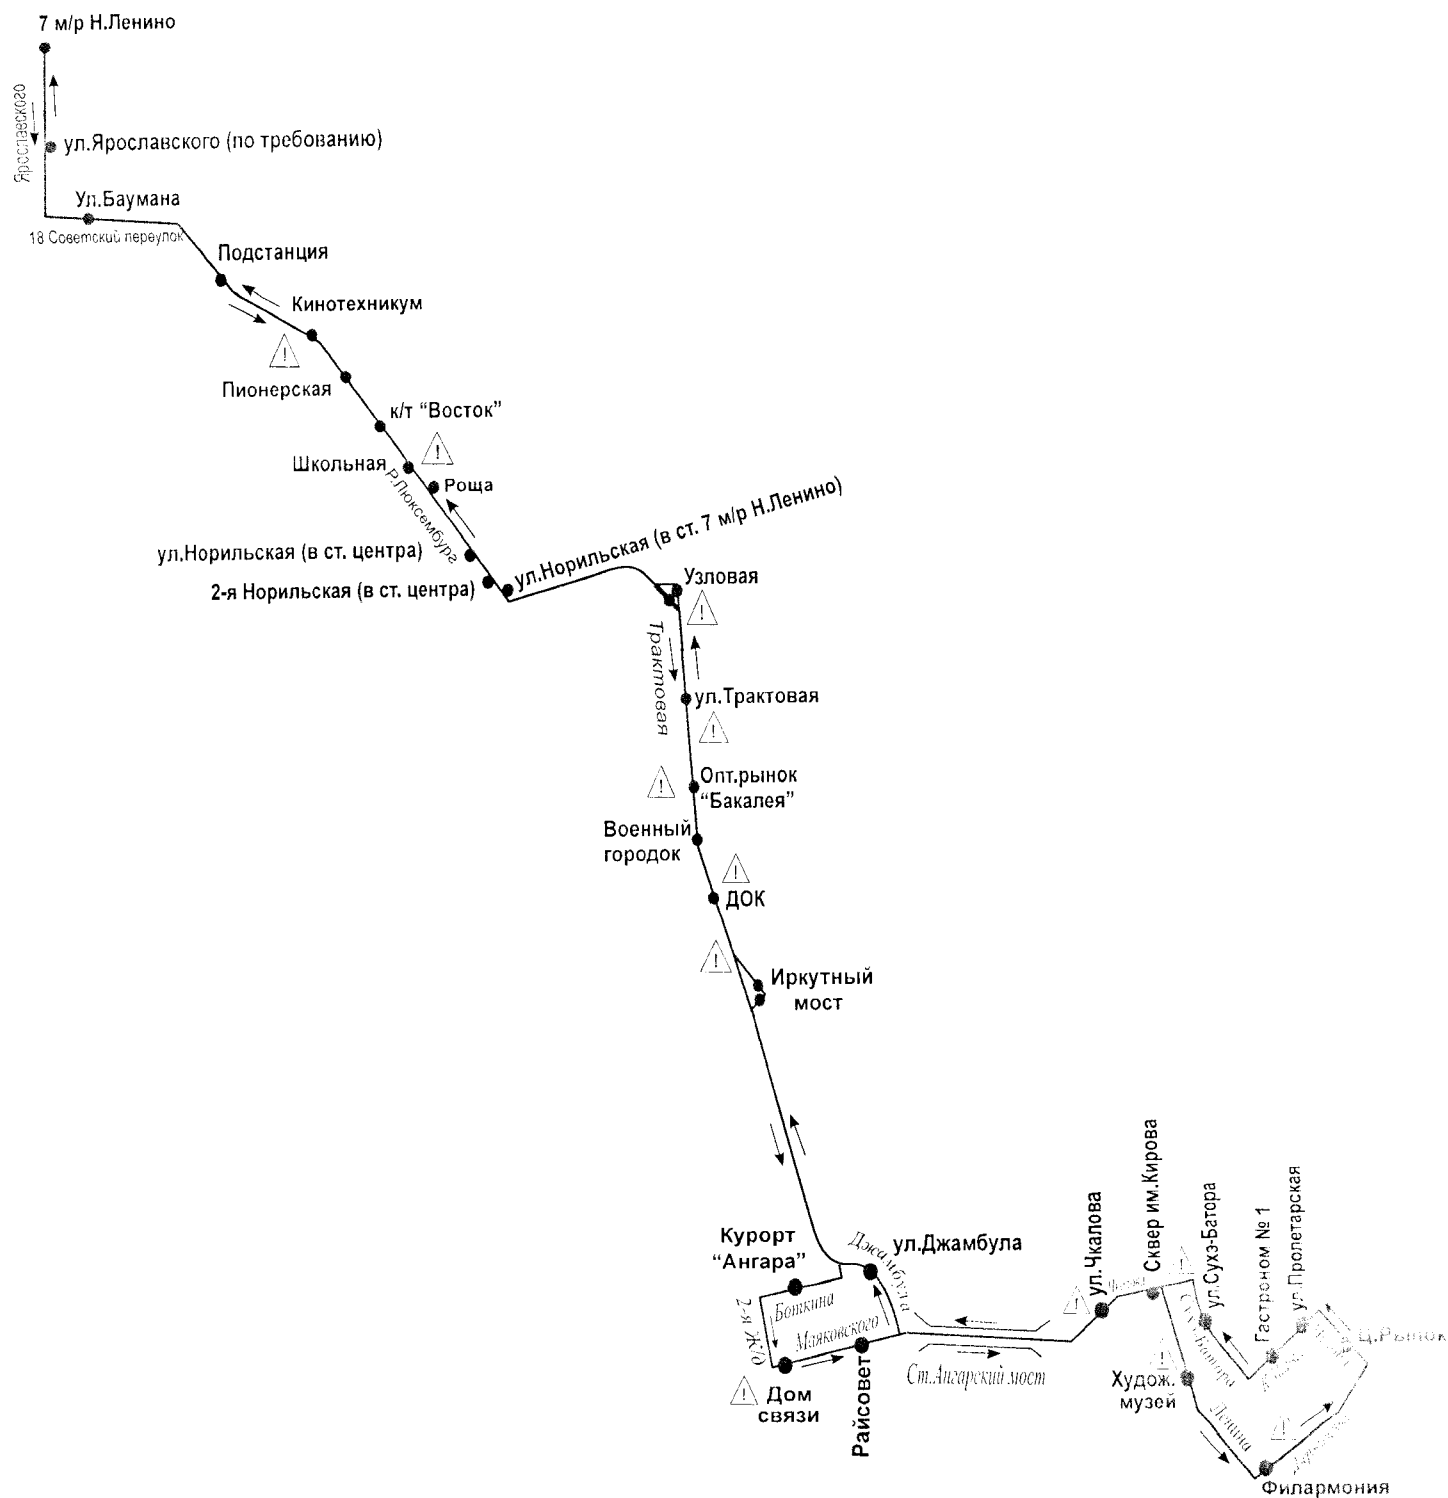 7 м/р Н.Ленино
Ярославского
ул.Ярославского (по требованию)
Ул.Баумана
18 Советский переулок
Подстанция
Кинотехникум
!
Пионерская
к/т “Восток”
!
Школьная
Роща
Р.Люксембург
ул.Норильская (в ст. 7 м/р Н.Ленино)
ул.Норильская (в ст. центра)
2-я Норильская (в ст. центра)
Узловая
!
Трактовая
ул.Трактовая
!
!
Опт.рынок
“Бакалея”
Военный
городок
!
ДОК
!
Иркутный
мост
Курорт
“Ангара”
Джамбула
ул.Джамбула
2-я Ж/д
Боткина
Маяковского
!
Дом
связи
Райсовет
Ст.Ангарский мост
!
ул.Чкалова
Сквер им.Кирова
!
ул.Сухэ-Батора
Сухэ-Батора
Гастроном № 1
ул.Пролетарская
Ц.Рынок
!
Худож.
музей
Ленина
!
Филармония